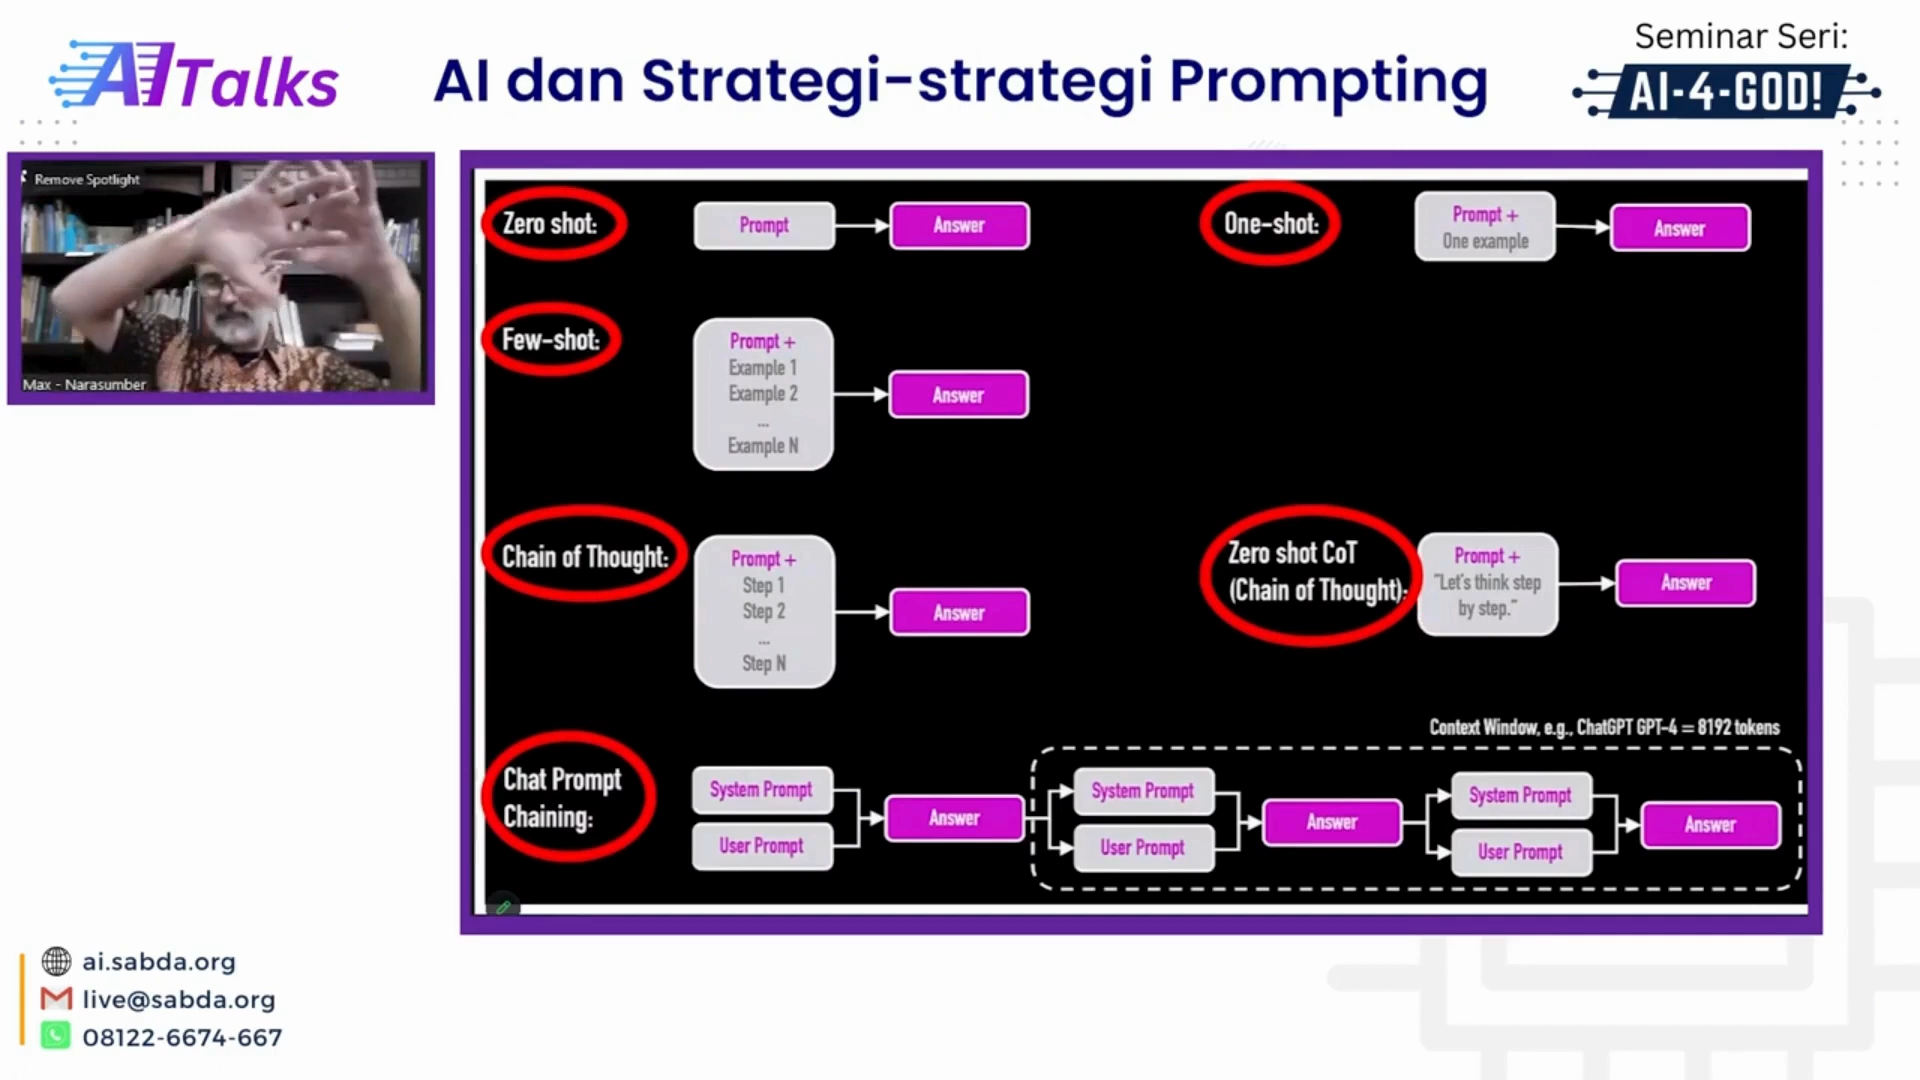 AI Talks
AI dan Strategi-strategi Prompting
Seminar Seri:
AI-4-GOD!
Remove Spotlight
Max - Narasumber
Zero shot:
Prompt
Answer
One-shot:
Prompt +
One example
Answer
Few-shot:
Prompt +
Example 1
Example 2
...
Example N
Answer
Chain of Thought:
Prompt +
Step 1
Step 2
...
Step N
Answer
Zero shot CoT
(Chain of Thought):
Prompt +
"Let's think step
by step."
Answer
Context Window, e.g., ChatGPT GPT-4 = 8192 tokens
Chat Prompt
Chaining:
System Prompt
User Prompt
Answer
System Prompt
User Prompt
Answer
System Prompt
User Prompt
Answer
ai.sabda.org
live@sabda.org
08122-6674-667